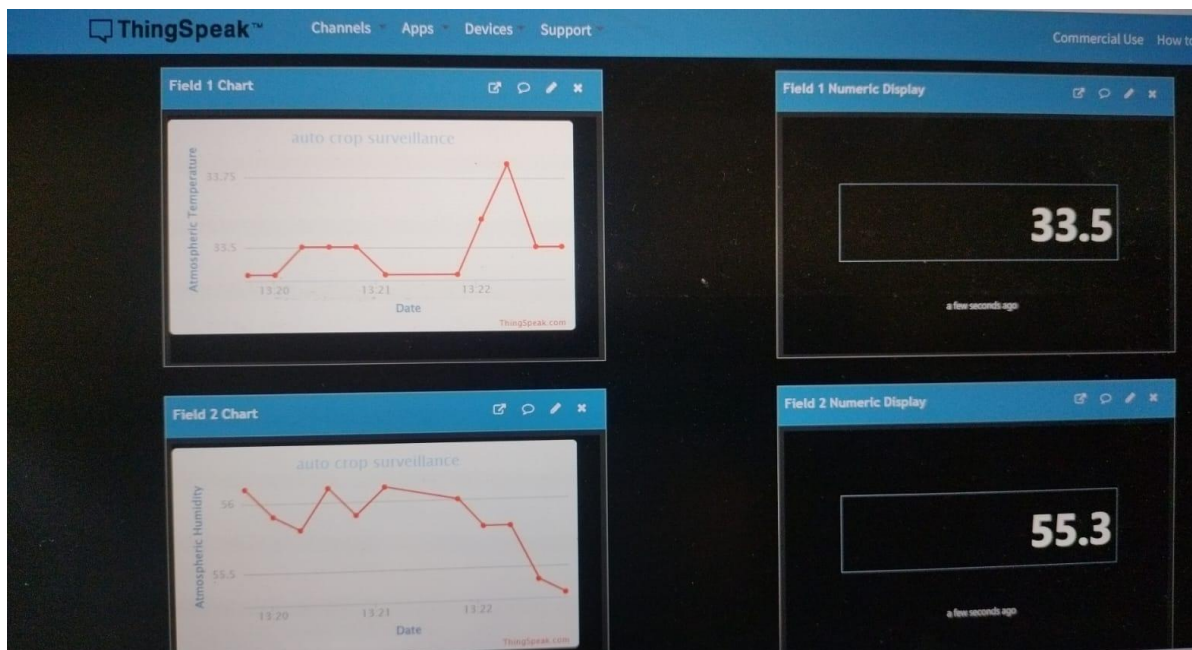 ThingSpeak™ Channels Apps Devices Support Commercial Use How to
Field 1 Chart
auto crop surveillance
Atmospheric Temperature
33.75
33.5
13:20 13:21 13:22
Date
ThingSpeak.com
Field 1 Numeric Display
33.5
a few seconds ago
Field 2 Chart
auto crop surveillance
Atmospheric Humidity
56
55.5
13:20 13:21 13:22
Date
ThingSpeak.com
Field 2 Numeric Display
55.3
a few seconds ago